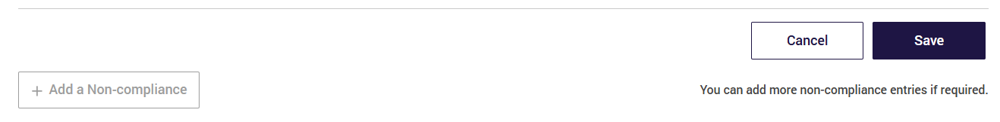 Cancel
Save
+ Add a Non-compliance
You can add more non-compliance entries if required.